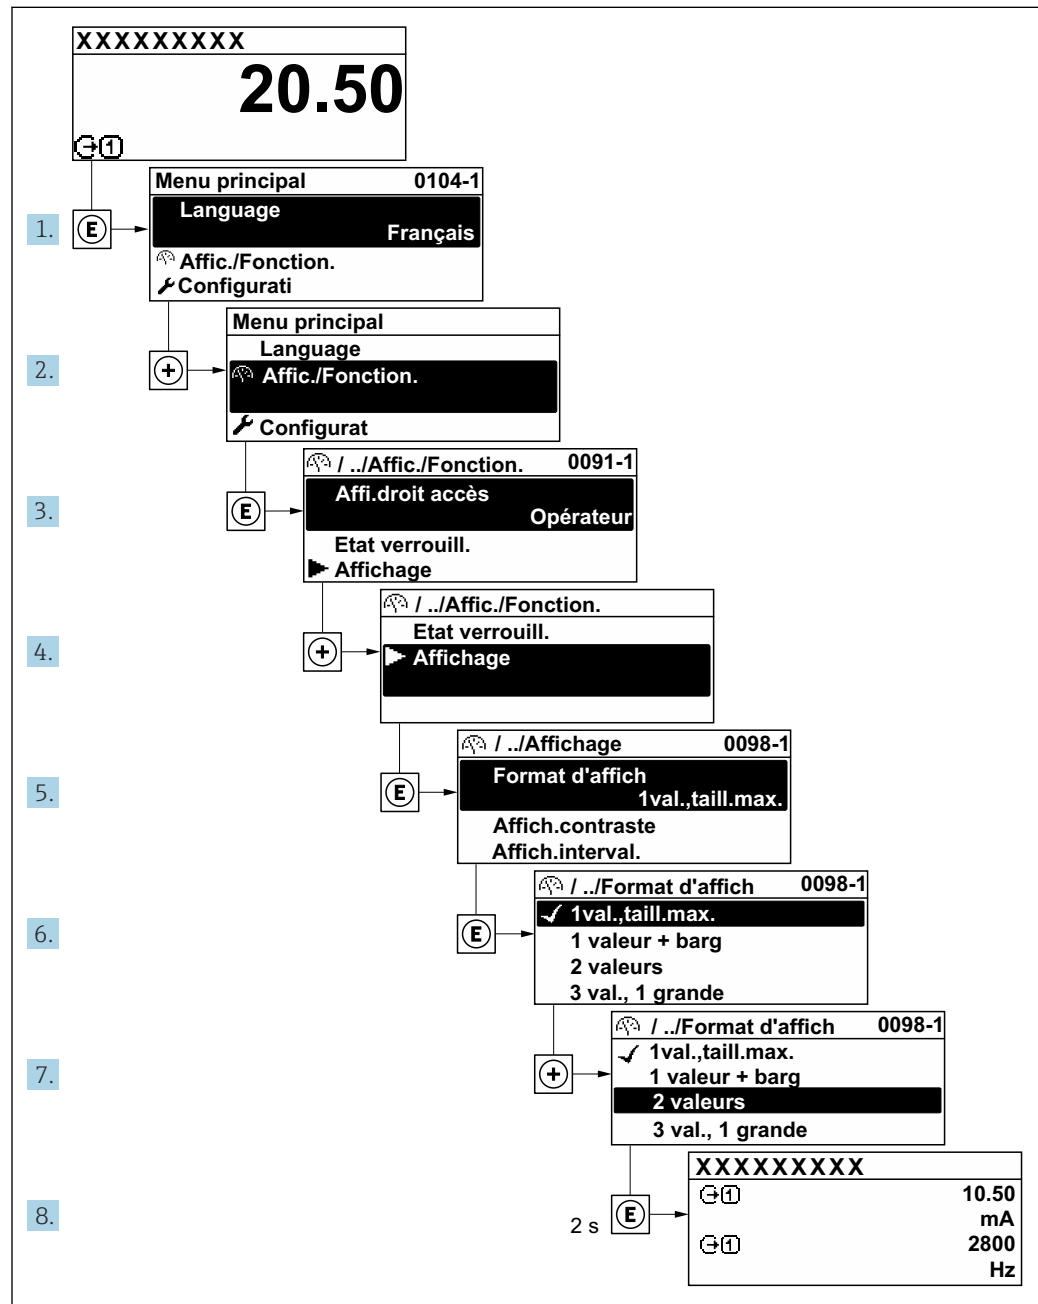 XXXXXXXXX
20.50
1
Menu principal 0104-1
Language
Français
1. E
Affic./Fonction.
Configurati
Menu principal
Language
2. +
Affic./Fonction.
Configurat
/ ../Affic./Fonction. 0091-1
Affi.droit accès
3. E
Opérateur
Etat verrouill.
Affichage
/ ../Affic./Fonction.
Etat verrouill.
4. +
Affichage
/ ../Affichage 0098-1
Format d'affich
5. E
1val.,taill.max.
Affich.contraste
Affich.interval.
/ ../Format d'affich 0098-1
1val.,taill.max.
6. E
1 valeur + barg
2 valeurs
3 val., 1 grande
/ ../Format d'affich 0098-1
1val.,taill.max.
7. +
1 valeur + barg
2 valeurs
3 val., 1 grande
XXXXXXXXX
1 10.50
8. 2 s E
mA
1 2800
Hz